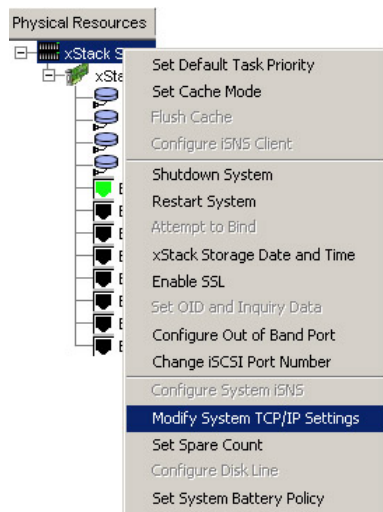 Physical Resources
xStack S
xSta
Set Default Task Priority
Set Cache Mode
Flush Cache
Configure iSNS Client
Shutdown System
Restart System
Attempt to Bind
xStack Storage Date and Time
Enable SSL
Set OID and Inquiry Data
Configure Out of Band Port
Change iSCSI Port Number
Configure System iSNS
Modify System TCP/IP Settings
Set Spare Count
Configure Disk Line
Set System Battery Policy